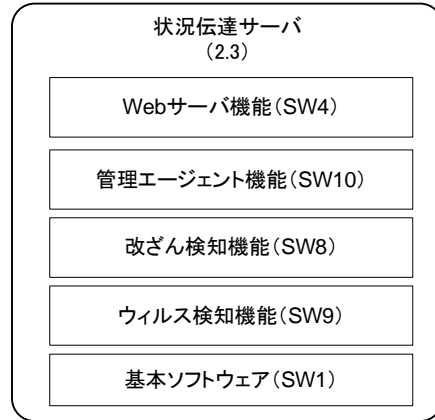 状況伝達サーバ
(2.3)
Webサーバ機能(SW4)
管理エージェント機能(SW10)
改ざん検知機能(SW8)
ウィルス検知機能(SW9)
基本ソフトウェア(SW1)